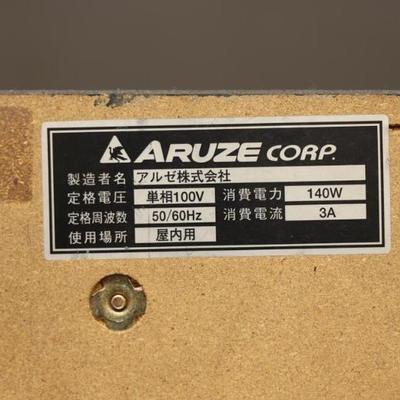 ARUZE CORP.
製造者名 アルゼ株式会社
定格電圧 単相100V 消費電力 140W
定格周波数 50/60Hz 消費電流 3A
使用場所 屋内用